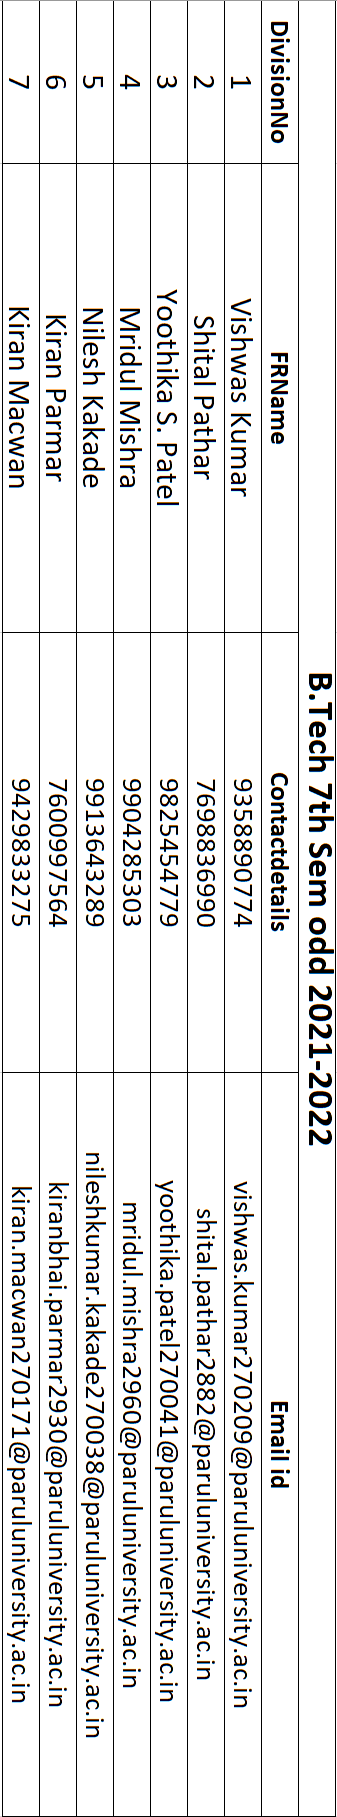 B.Tech 7th Sem odd 2021-2022
DivisionNo FRName Contactdetails Email id
1 Vishwas Kumar 9358890774 vishwas.kumar270209@paruluniversity.ac.in
2 Shital Pathar 7698836990 shital.pathar2882@paruluniversity.ac.in
3 Yoothika S. Patel 9825454779 yoothika.patel270041@paruluniversity.ac.in
4 Mridul Mishra 9904285303 mridul.mishra2960@paruluniversity.ac.in
5 Nilesh Kakade 9913643289 nileshkumar.kakade270038@paruluniversity.ac.in
6 Kiran Parmar 7600997564 kiranbhai.parmar2930@paruluniversity.ac.in
7 Kiran Macwan 9429833275 kiran.macwan270171@paruluniversity.ac.in